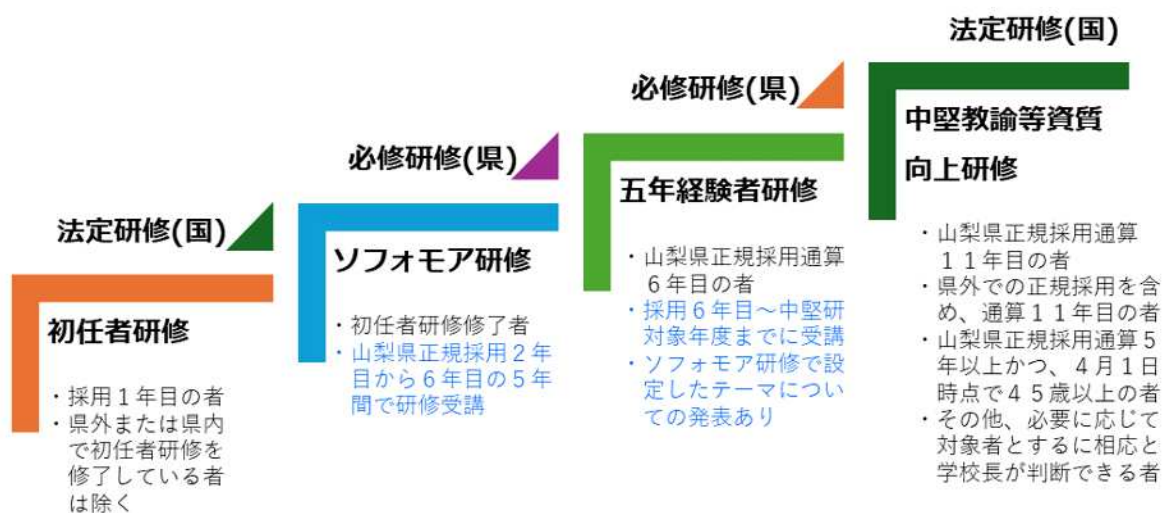 法定研修(国)
初任者研修
・採用１年目の者
・県外または県内
で初任者研修を
修了している者
は除く
必修研修(県)
ソフォモア研修
・初任者研修修了者
・山梨県正規採用２年
目から６年目の５年
間で研修受講
必修研修(県)
五年経験者研修
・山梨県正規採用通算
６年目の者
・採用６年目～中堅研
対象年度までに受講
・ソフォモア研修で設
定したテーマについ
ての発表あり
法定研修(国)
中堅教諭等資質
向上研修
・山梨県正規採用通算
１１年目の者
・県外での正規採用を含
め、通算１１年目の者
・山梨県正規採用通算５
年以上かつ、４月１日
時点で４５歳以上の者
・その他、必要に応じて
対象者とするに相応と
学校長が判断できる者